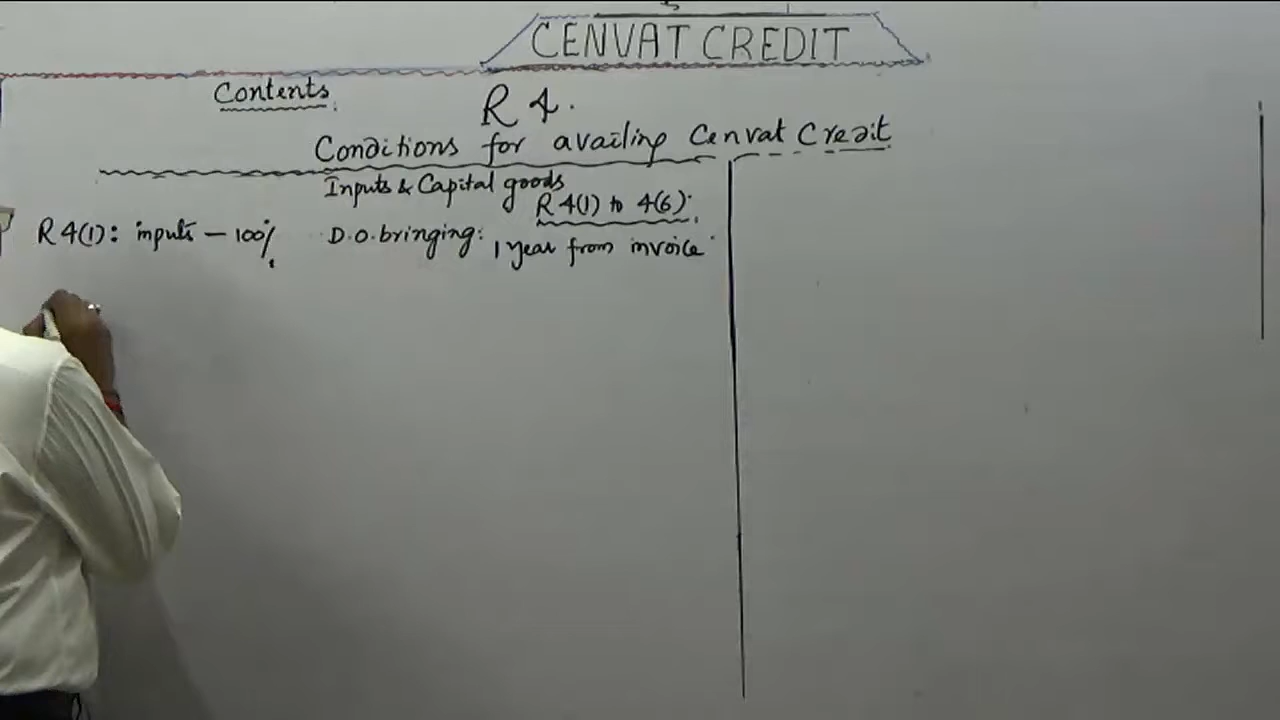 CENVAT CREDIT
Contents
R 4.
Conditions for availing Cenvat Credit
Inputs & Capital goods
R 4(1) to 4(6).
R 4(1): inputs – 100% D.O. bringing: 1 year from invoice